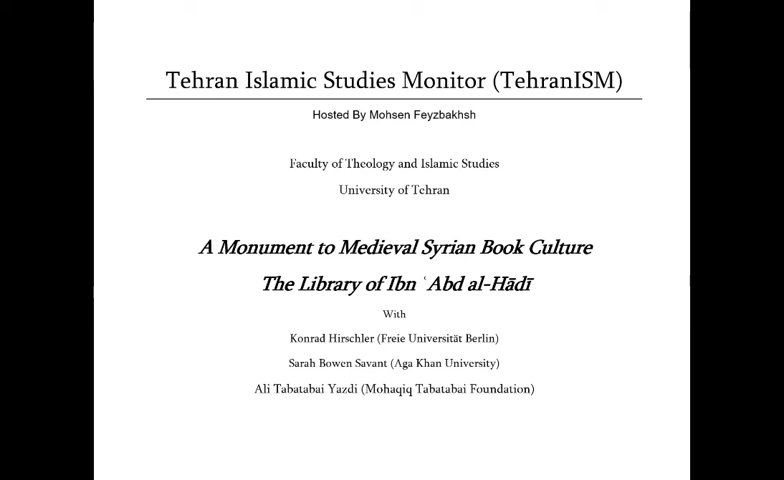 Tehran Islamic Studies Monitor (TehranISM)
Hosted By Mohsen Feyzbakhsh
Faculty of Theology and Islamic Studies
University of Tehran
A Monument to Medieval Syrian Book Culture
The Library of Ibn ʿAbd al-Hādī
With
Konrad Hirschler (Freie Universität Berlin)
Sarah Bowen Savant (Aga Khan University)
Ali Tabatabai Yazdi (Mohaqiq Tabatabai Foundation)